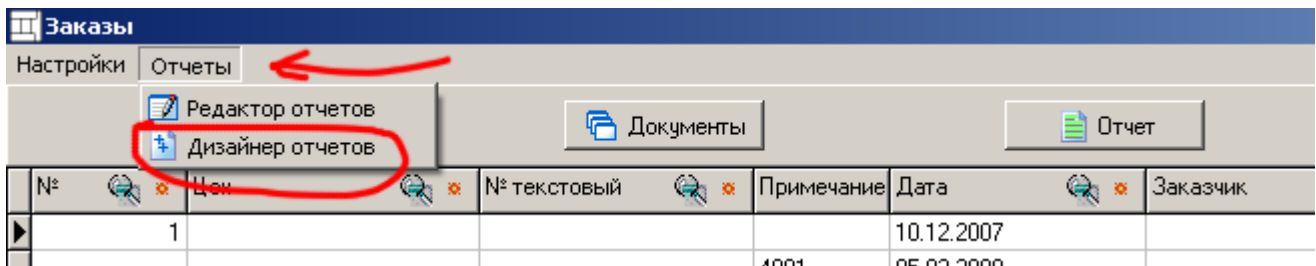 Заказы
Настройки Отчеты
Редактор отчетов
Дизайнер отчетов
Документы
Отчет
№ Цех № текстовый Примечание Дата Заказчик
1 10.12.2007